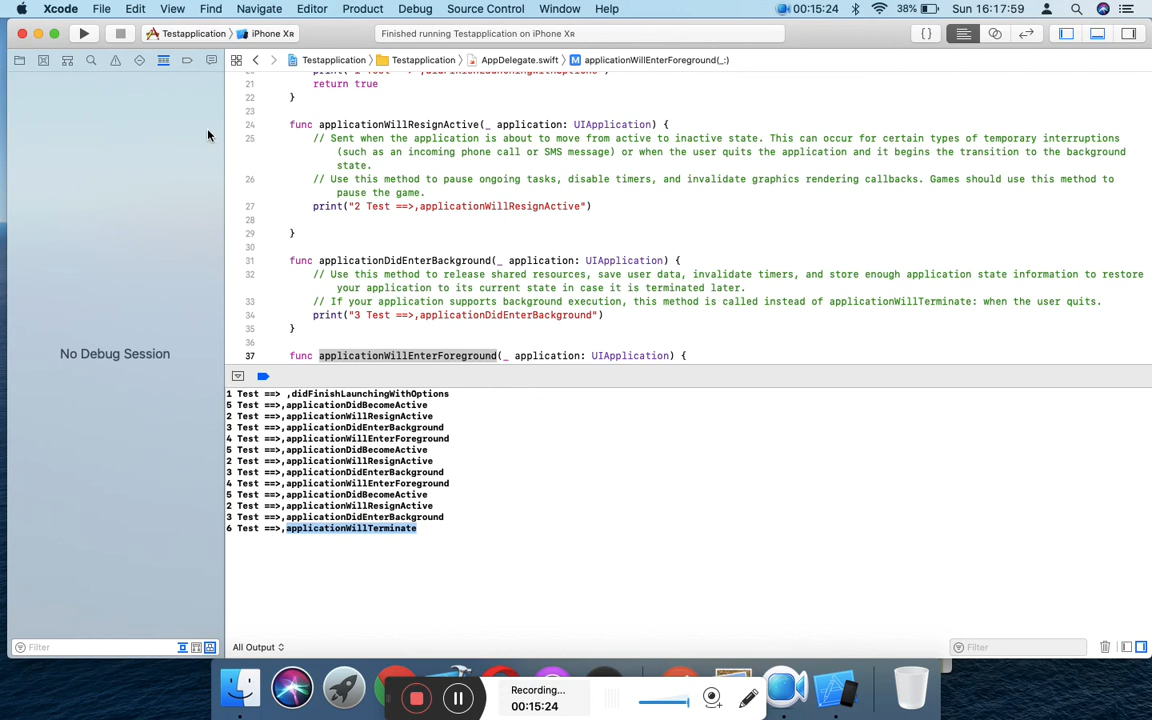 Xcode File Edit View Find Navigate Editor Product Debug Source Control Window Help 00:15:24 38% Sun 16:17:59
Testapplication iPhone XR Finished running Testapplication on iPhone XR
Testapplication Testapplication AppDelegate.swift M applicationWillEnterForeground(_:)
20 print("1 Test ==> ,didFinishLaunchingWithOptions")
21 return true
22 }
23
24 func applicationWillResignActive(_ application: UIApplication) {
25 // Sent when the application is about to move from active to inactive state. This can occur for certain types of temporary interruptions
(such as an incoming phone call or SMS message) or when the user quits the application and it begins the transition to the background
state.
26 // Use this method to pause ongoing tasks, disable timers, and invalidate graphics rendering callbacks. Games should use this method to
pause the game.
27 print("2 Test ==>,applicationWillResignActive")
28
29 }
30
31 func applicationDidEnterBackground(_ application: UIApplication) {
32 // Use this method to release shared resources, save user data, invalidate timers, and store enough application state information to restore
your application to its current state in case it is terminated later.
33 // If your application supports background execution, this method is called instead of applicationWillTerminate: when the user quits.
34 print("3 Test ==>,applicationDidEnterBackground")
35 }
36
37 func applicationWillEnterForeground(_ application: UIApplication) {
No Debug Session
1 Test ==> ,didFinishLaunchingWithOptions
5 Test ==>,applicationDidBecomeActive
2 Test ==>,applicationWillResignActive
3 Test ==>,applicationDidEnterBackground
4 Test ==>,applicationWillEnterForeground
5 Test ==>,applicationDidBecomeActive
2 Test ==>,applicationWillResignActive
3 Test ==>,applicationDidEnterBackground
4 Test ==>,applicationWillEnterForeground
5 Test ==>,applicationDidBecomeActive
2 Test ==>,applicationWillResignActive
3 Test ==>,applicationDidEnterBackground
6 Test ==>,applicationWillTerminate
Filter All Output Filter
Recording...
00:15:24